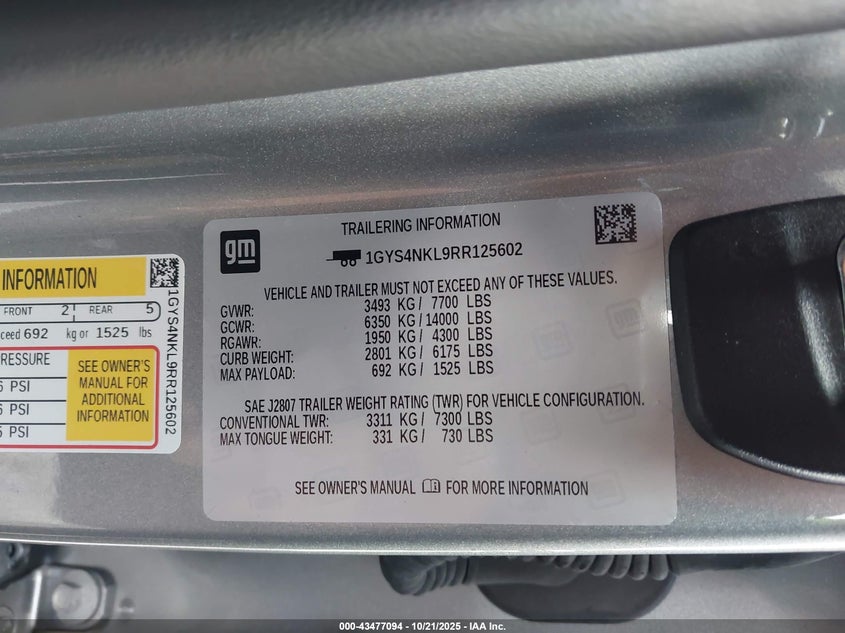 INFORMATION
FRONT 2 REAR 5
ceed 692 kg or 1525 lbs
RESSURE
6 PSI
6 PSI
5 PSI
SEE OWNER'S
MANUAL FOR
ADDITIONAL
INFORMATION
1GYS4NKL9RR125602
gm
TRAILERING INFORMATION
1GYS4NKL9RR125602
VEHICLE AND TRAILER MUST NOT EXCEED ANY OF THESE VALUES.
GVWR: 3493 KG/ 7700 LBS
GCWR: 6350 KG/14000 LBS
RGAWR: 1950 KG/ 4300 LBS
CURB WEIGHT: 2801 KG/ 6175 LBS
MAX PAYLOAD: 692 KG/ 1525 LBS
SAE J2807 TRAILER WEIGHT RATING (TWR) FOR VEHICLE CONFIGURATION.
CONVENTIONAL TWR: 3311 KG/ 7300 LBS
MAX TONGUE WEIGHT: 331 KG/ 730 LBS
SEE OWNER'S MANUAL FOR MORE INFORMATION
000-43477094 - 10/21/2025 - IAA Inc.